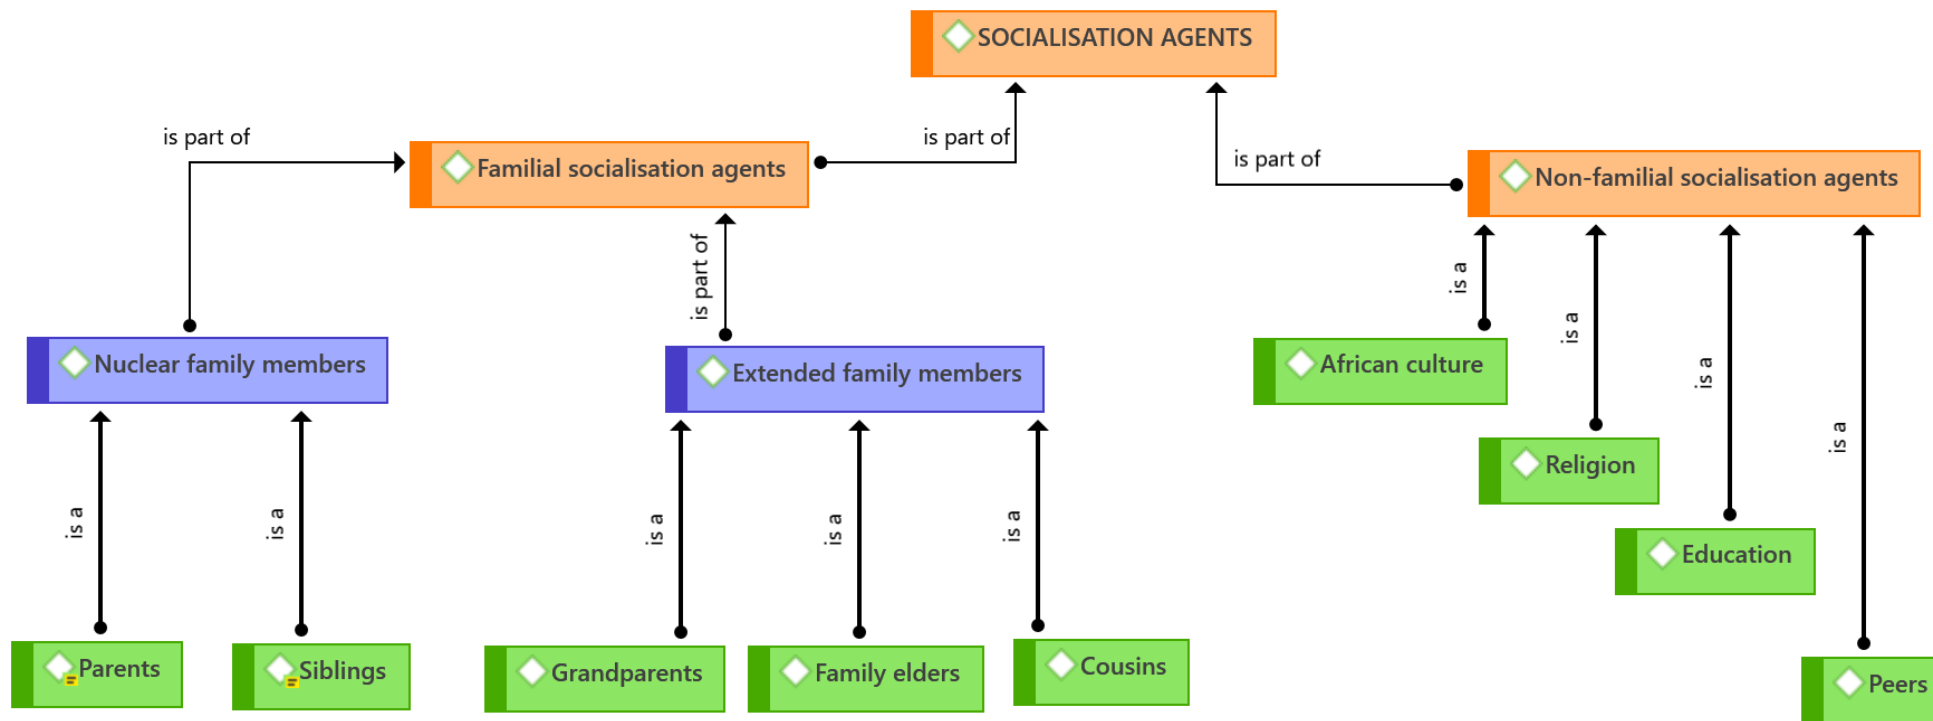 SOCIALISATION AGENTS
is part of
is part of
is part of
Familial socialisation agents
Non-familial socialisation agents
is part of
is a
is a
is a
is a
Nuclear family members
Extended family members
African culture
Religion
Education
is a
is a
is a
is a
is a
Parents
Siblings
Grandparents
Family elders
Cousins
Peers